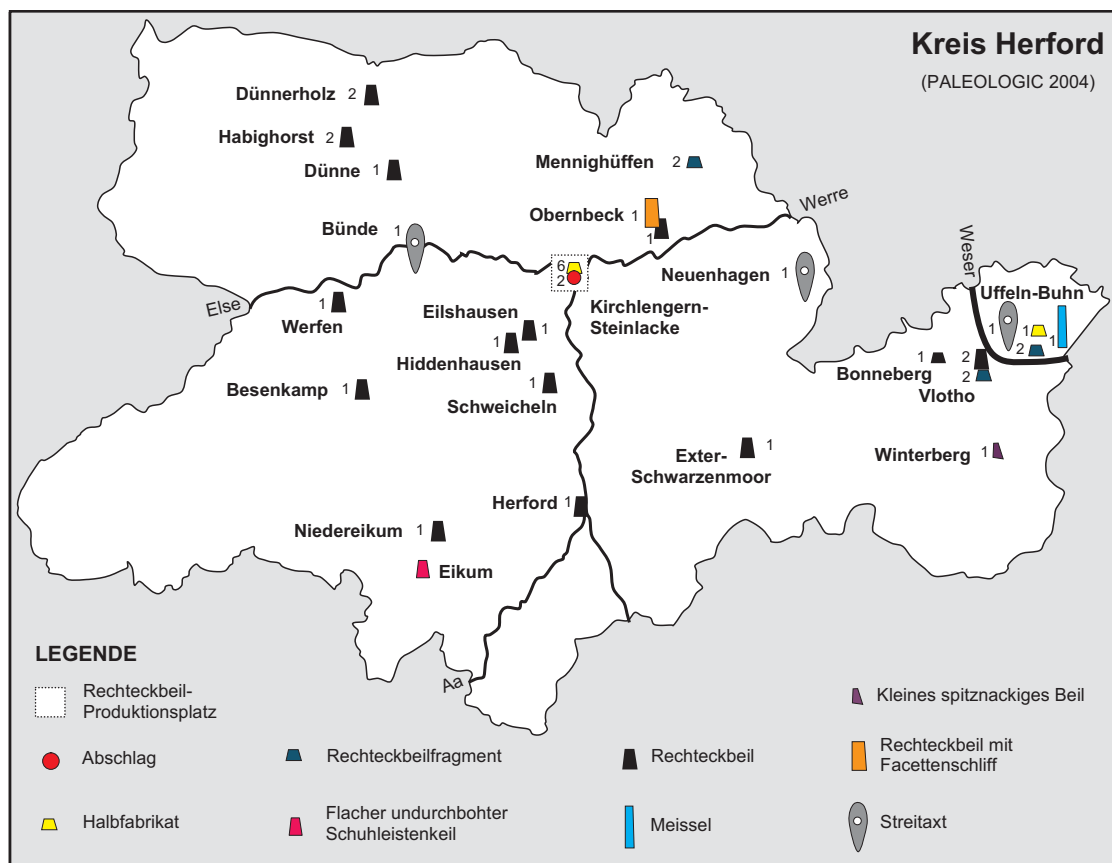 Kreis Herford
(PALEOLOGIC 2004)
Dünnerholz 2
Habighorst 2
Dünne 1
Mennighüffen 2
Obernbeck 1
1
Werre
Bünde 1
Weser
6
2
Neuenhagen 1
Uffeln-Buhn
1
1
1
2
Else
1
Werfen
Kirchlengern-
Steinlacke
Eilshausen
1
1
Hiddenhausen
1
Bonneberg
2
2
Vlotho
Besenkamp 1
1
Schweicheln
Exter-
Schwarzenmoor
1
Winterberg 1
Herford 1
Niedereikum 1
Eikum
Aa
LEGENDE
Rechteckbeil-
Produktionsplatz
Kleines spitznackiges Beil
Abschlag
Rechteckbeilfragment
Rechteckbeil
Rechteckbeil mit
Facettenschliff
Halbfabrikat
Flacher undurchbohter
Schuhleistenkeil
Meissel
Streitaxt